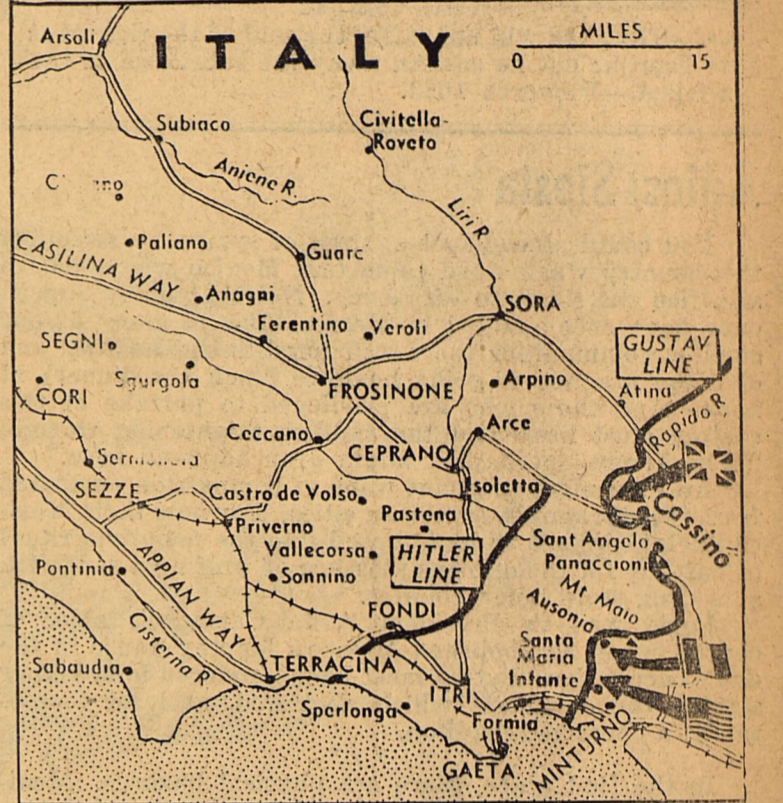 ITALY
MILES
0 15
Arsoli
Subiaco
Civitella-
Roveto
Aniene R.
Liri R
Paliano
Guarc
CASILINA WAY
Anagni
SORA
Ferentino
Veroli
SEGNI
GUSTAV
LINE
Sgurgola
FROSINONE
Arpino
Atina
CORI
Rapido R
Ceccano
Arce
CEPRANO
SEZZE
Castro de Volso
Isoletta
Cassino
Priverno
Pastena
Sant Angelo
Vallecorsa
HITLER
LINE
Panaccioni
APPIAN WAY
Pontinia
Sonnino
Mt Maio
Ausonia
FONDI
Cisterna R
Santa
Maria
Infante
Sabaudia
TERRACINA
ITRI
Sperlonga
Formia
MINTURNO
GAETA